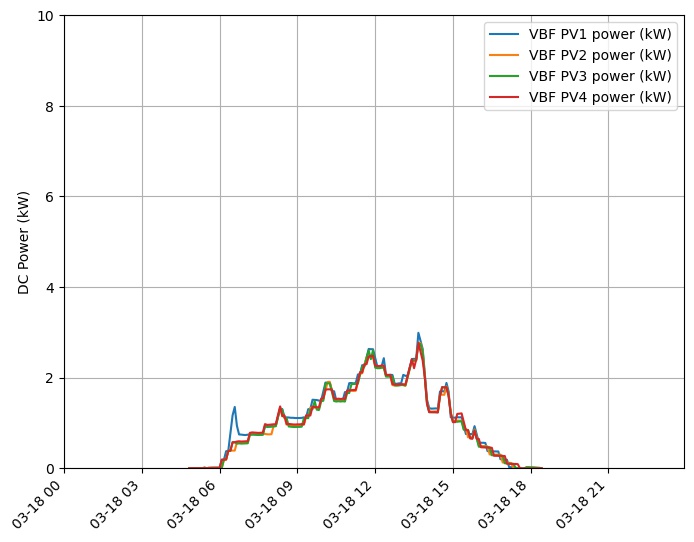 10
8
6
4
2
0
DC Power (kW)
VBF PV1 power (kW)
VBF PV2 power (kW)
VBF PV3 power (kW)
VBF PV4 power (kW)
03-18 00
03-18 03
03-18 06
03-18 09
03-18 12
03-18 15
03-18 18
03-18 21